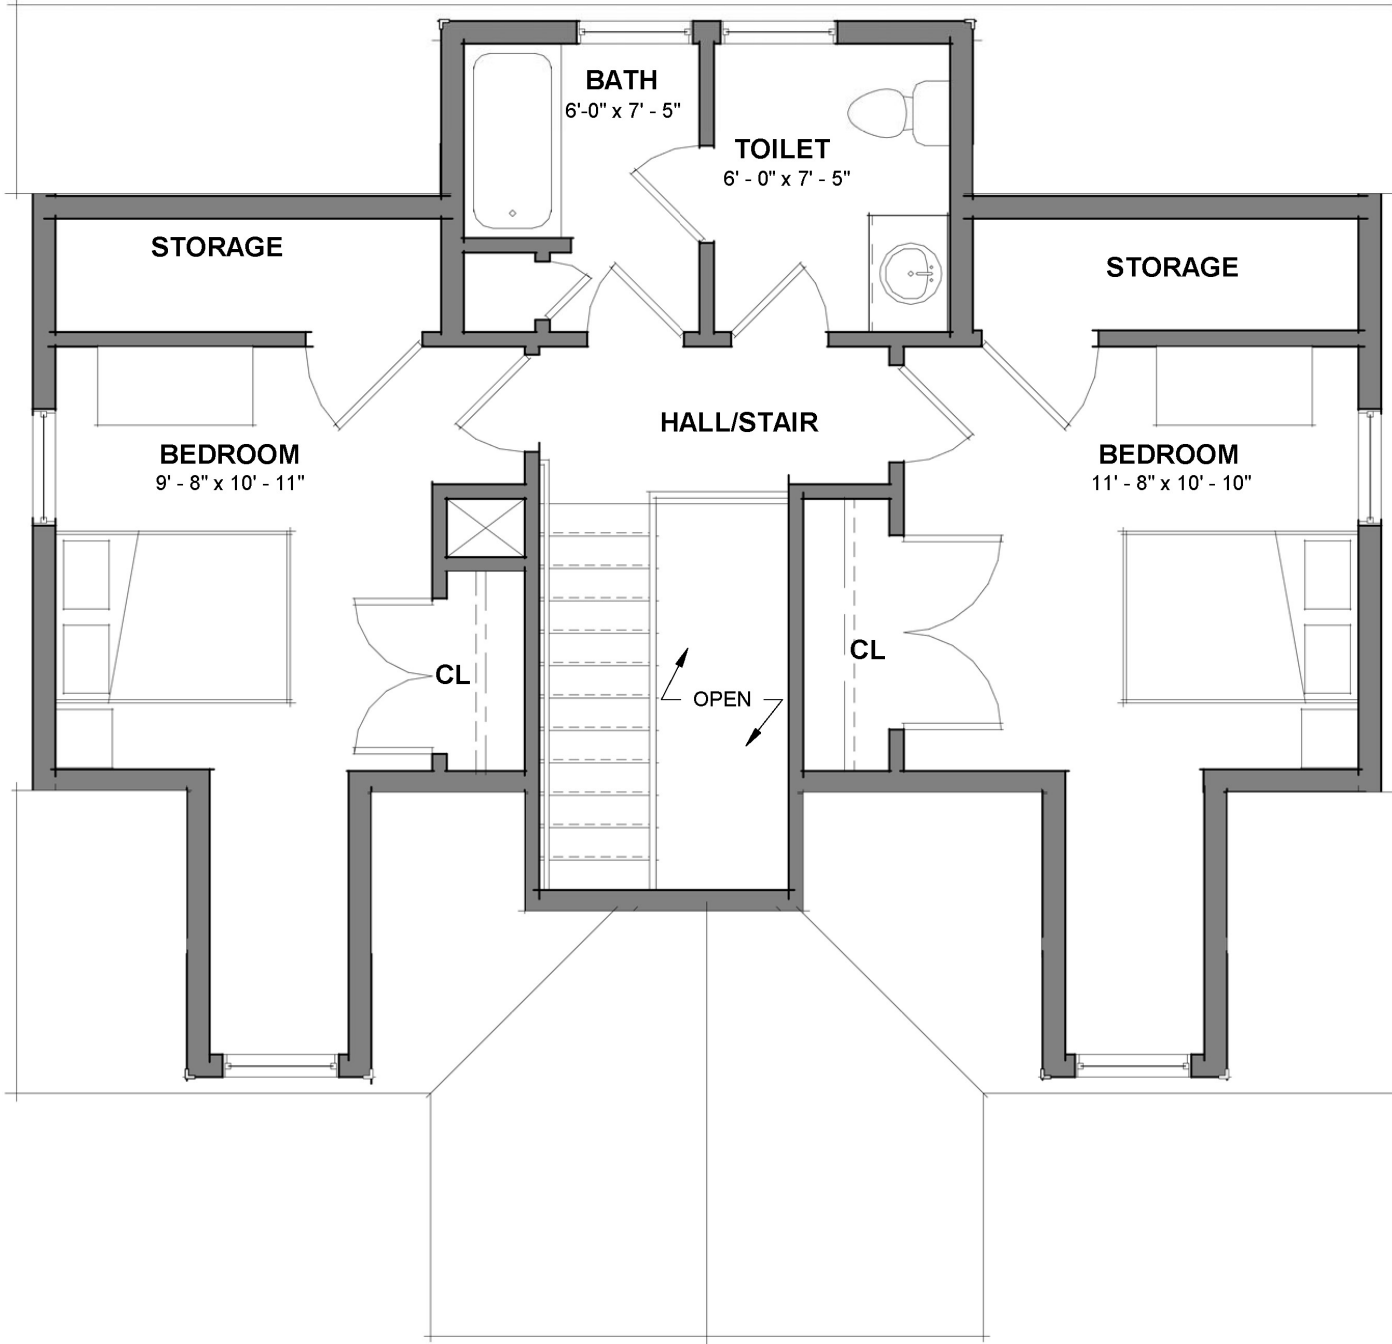 BATH
6'-0" x 7' - 5"
TOILET
6' - 0" x 7' - 5"
STORAGE
STORAGE
HALL/STAIR
BEDROOM
9' - 8" x 10' - 11"
BEDROOM
11' - 8" x 10' - 10"
CL
CL
OPEN